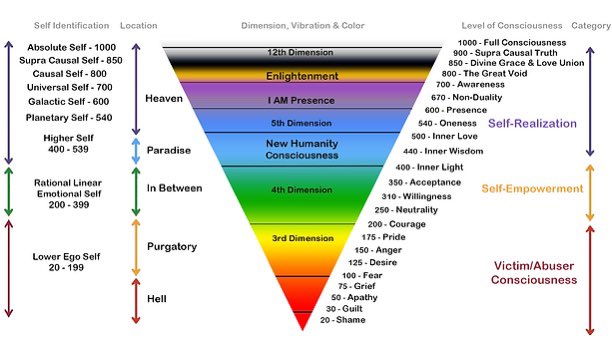 Self Identification
Location
Dimension, Vibration & Color
Level of Consciousness
Category
Absolute Self - 1000
Supra Causal Self - 850
Causal Self - 800
Universal Self - 700
Galactic Self - 600
Planetary Self - 540
Higher Self
400 - 539
Rational Linear
Emotional Self
200 - 399
Lower Ego Self
20 - 199
Heaven
Paradise
In Between
Purgatory
Hell
12th Dimension
Enlightenment
I AM Presence
5th Dimension
New Humanity
Consciousness
4th Dimension
3rd Dimension
1000 - Full Consciousness
900 - Supra Causal Truth
850 - Divine Grace & Love Union
800 - The Great Void
700 - Awareness
670 - Non-Duality
600 - Presence
540 - Oneness
500 - Inner Love
440 - Inner Wisdom
400 - Inner Light
350 - Acceptance
310 - Willingness
250 - Neutrality
200 - Courage
175 - Pride
150 - Anger
125 - Desire
100 - Fear
75 - Grief
50 - Apathy
30 - Guilt
20 - Shame
Self-Realization
Self-Empowerment
Victim/Abuser
Consciousness